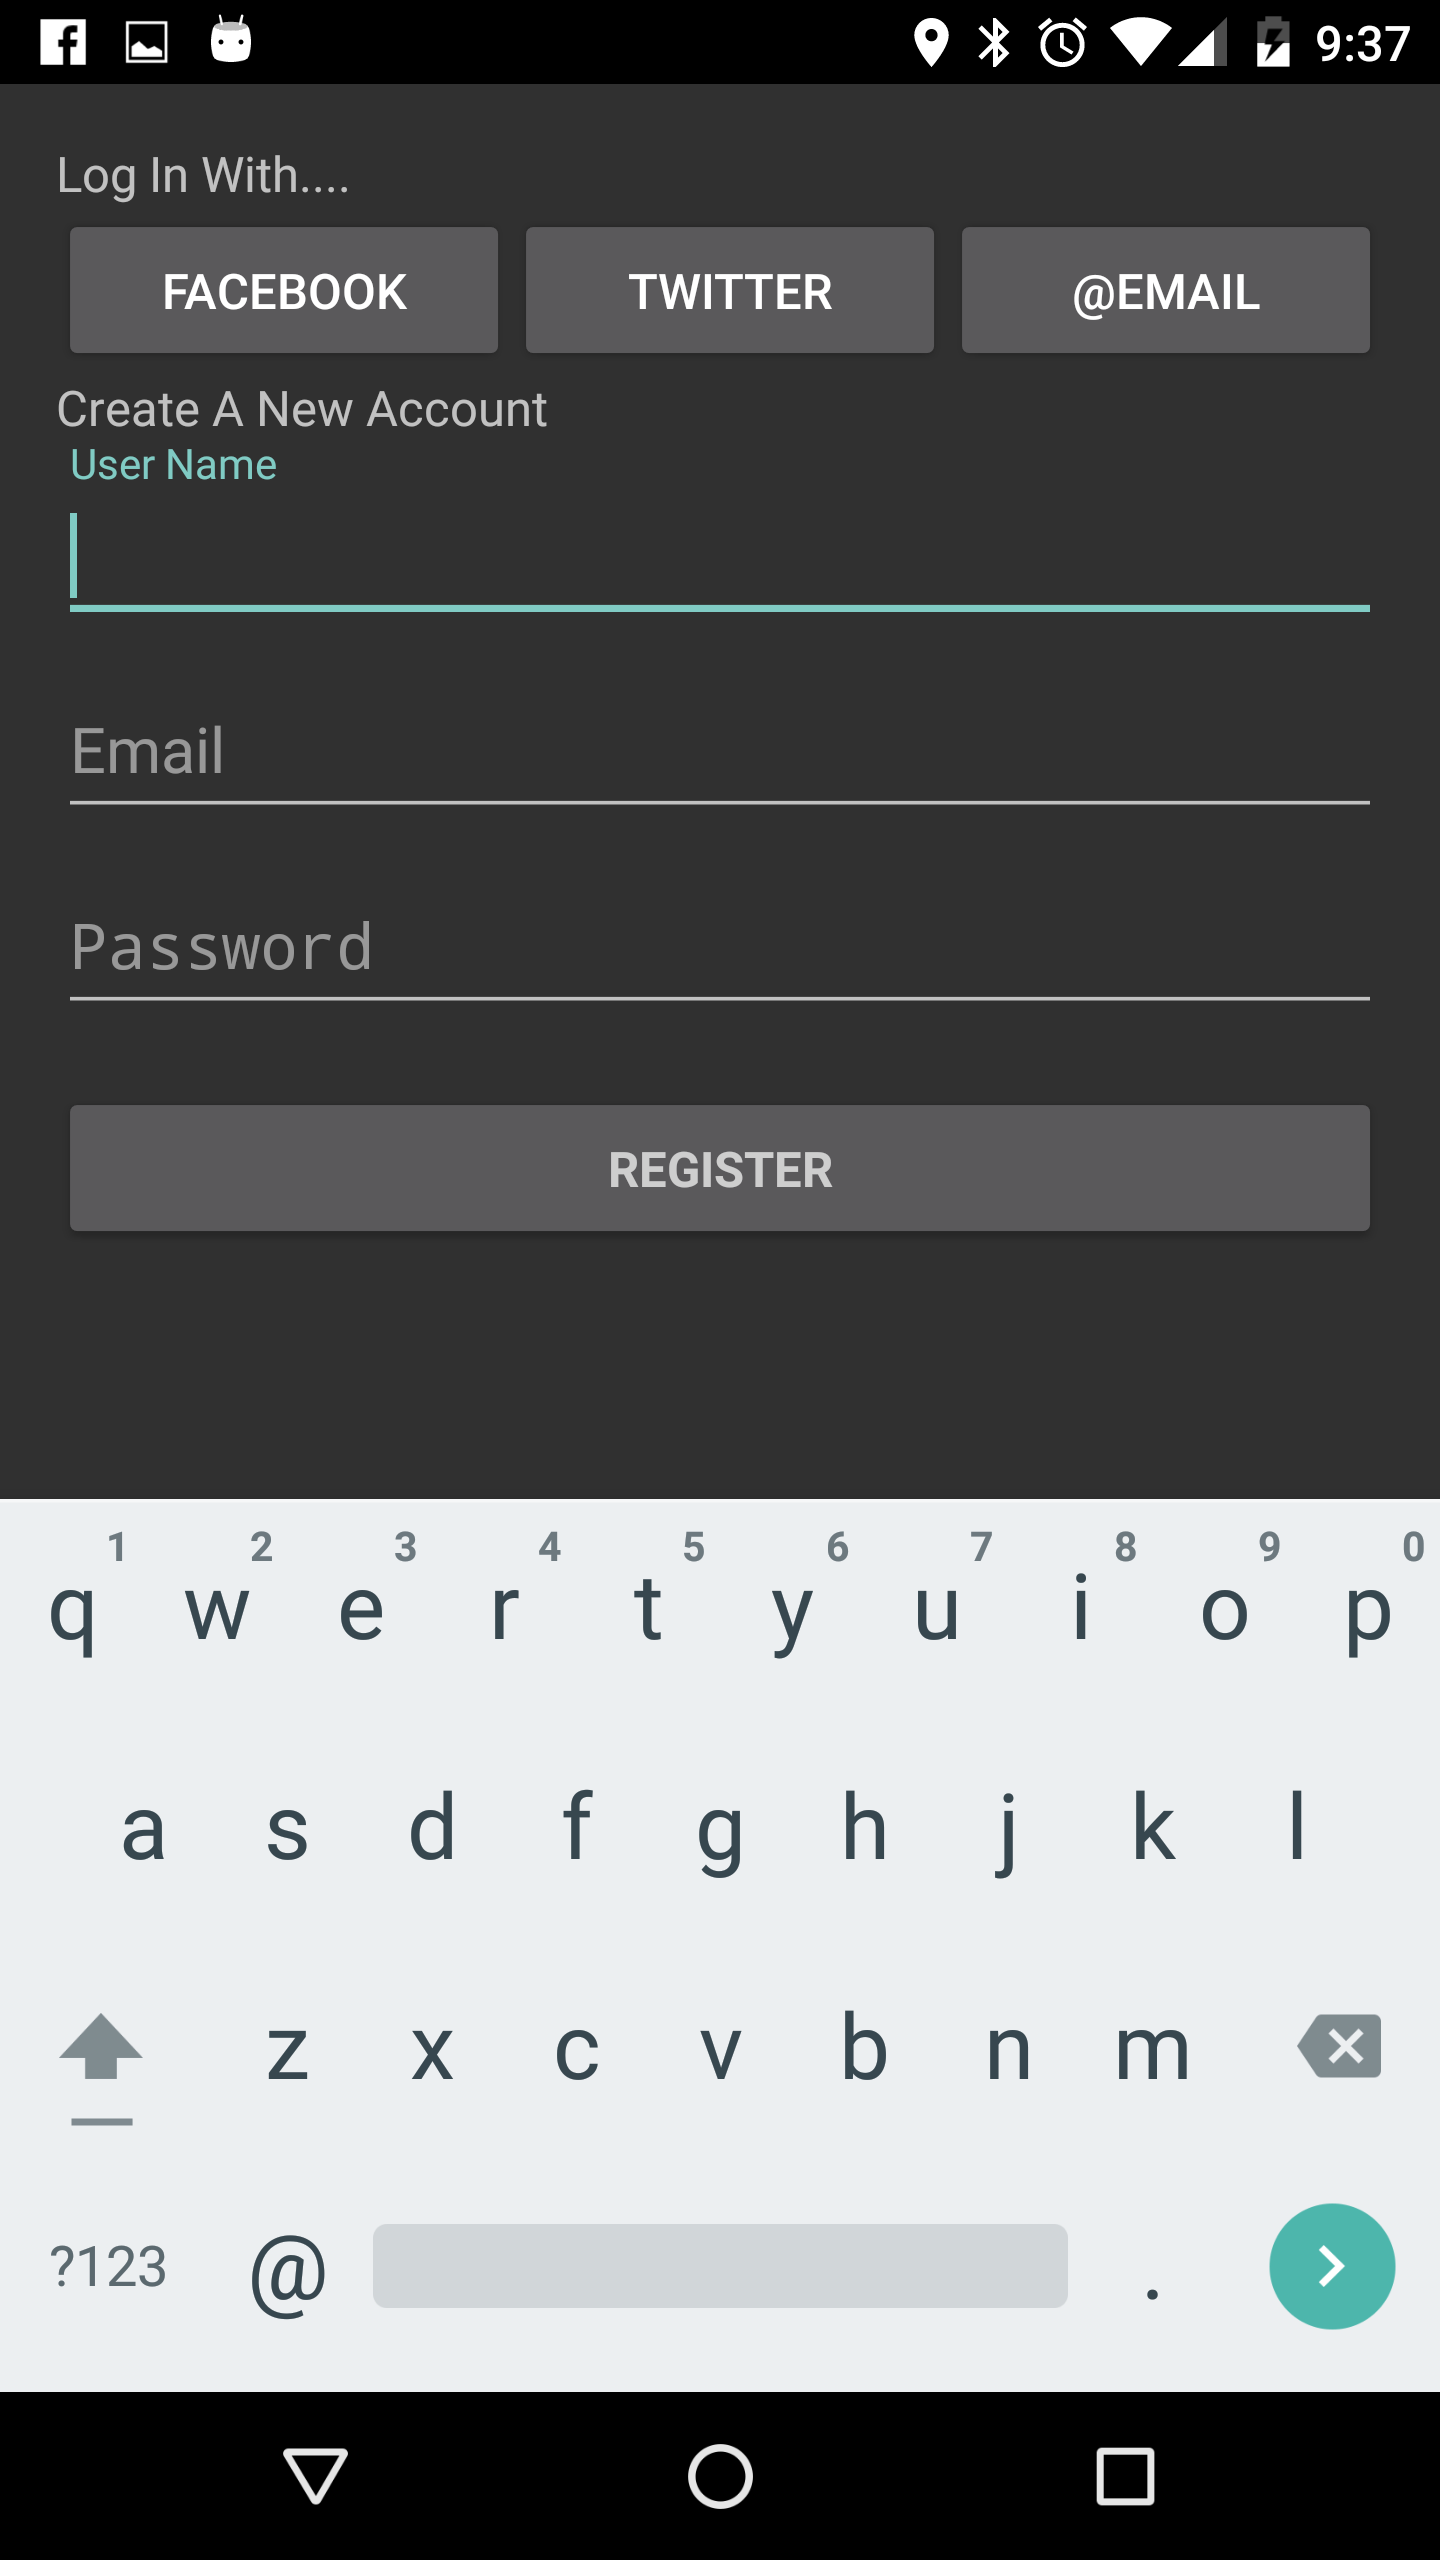 9:37
Log In With....
FACEBOOK TWITTER @EMAIL
Create A New Account
User Name
Email
Password
REGISTER
1 2 3 4 5 6 7 8 9 0
q w e r t y u i o p
a s d f g h j k l
z x c v b n m
?123 @ .